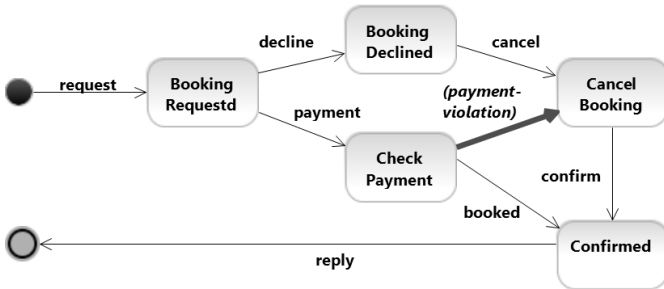 request
Booking
Requestd
decline
payment
Booking
Declined
cancel
(payment-
violation)
Check
Payment
Cancel
Booking
booked
confirm
Confirmed
reply